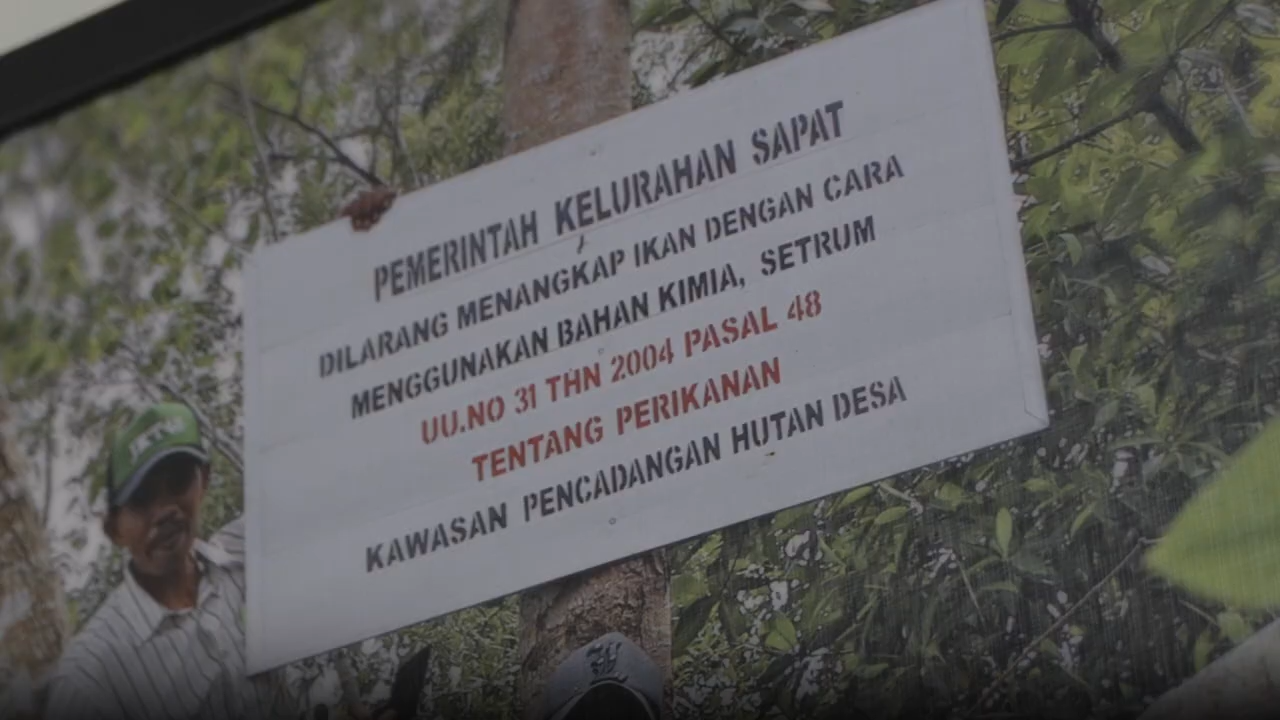 PEMERINTAH KELURAHAN SAPAT
DILARANG MENANGKAP IKAN DENGAN CARA
MENGGUNAKAN BAHAN KIMIA, SETRUM
UU.NO 31 THN 2004 PASAL 48
TENTANG PERIKANAN
KAWASAN PENCADANGAN HUTAN DESA